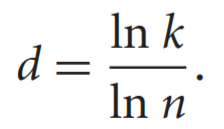 d = ln k / ln n.